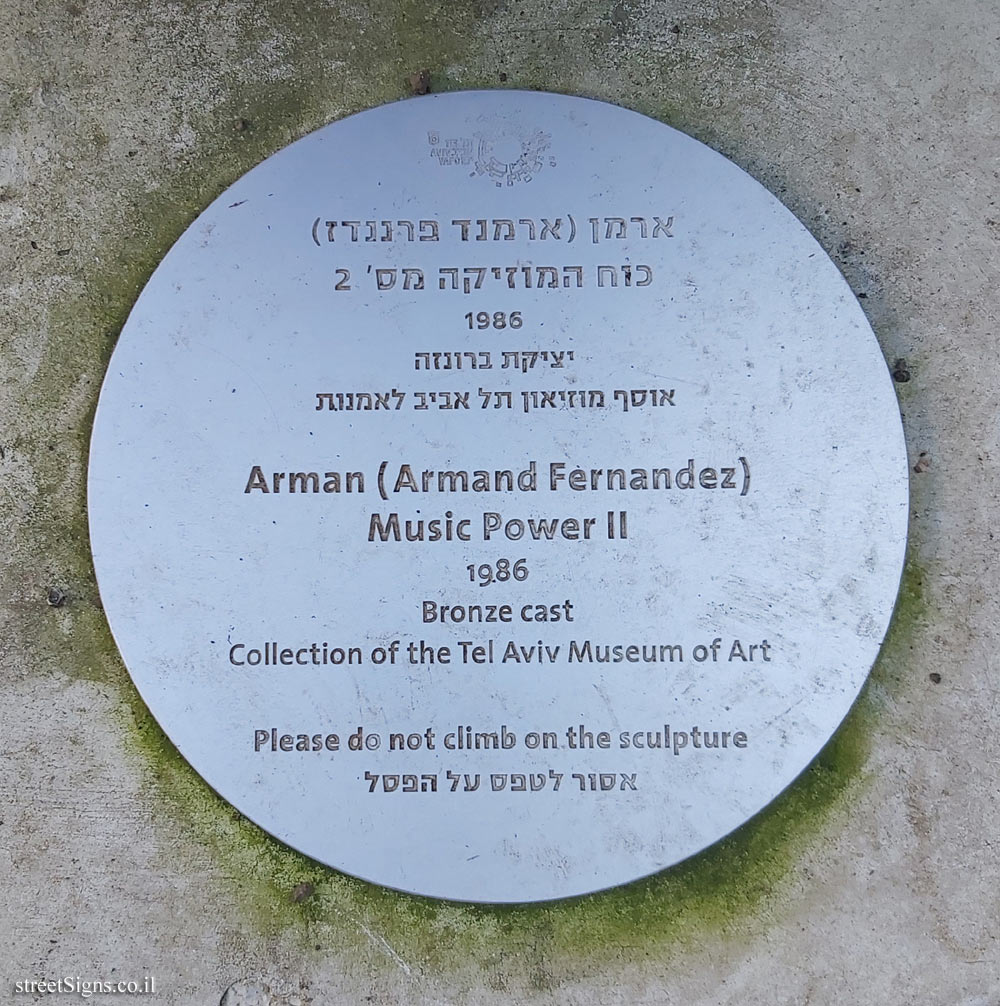 ארמן (ארמנד פרננדז)
כוח המוזיקה מס' 2
1986
יציקת ברונזה
אוסף מוזיאון תל אביב לאמנות
Arman (Armand Fernandez)
Music Power II
1986
Bronze cast
Collection of the Tel Aviv Museum of Art
Please do not climb on the sculpture
אסור לטפס על הפסל
streetSigns.co.il